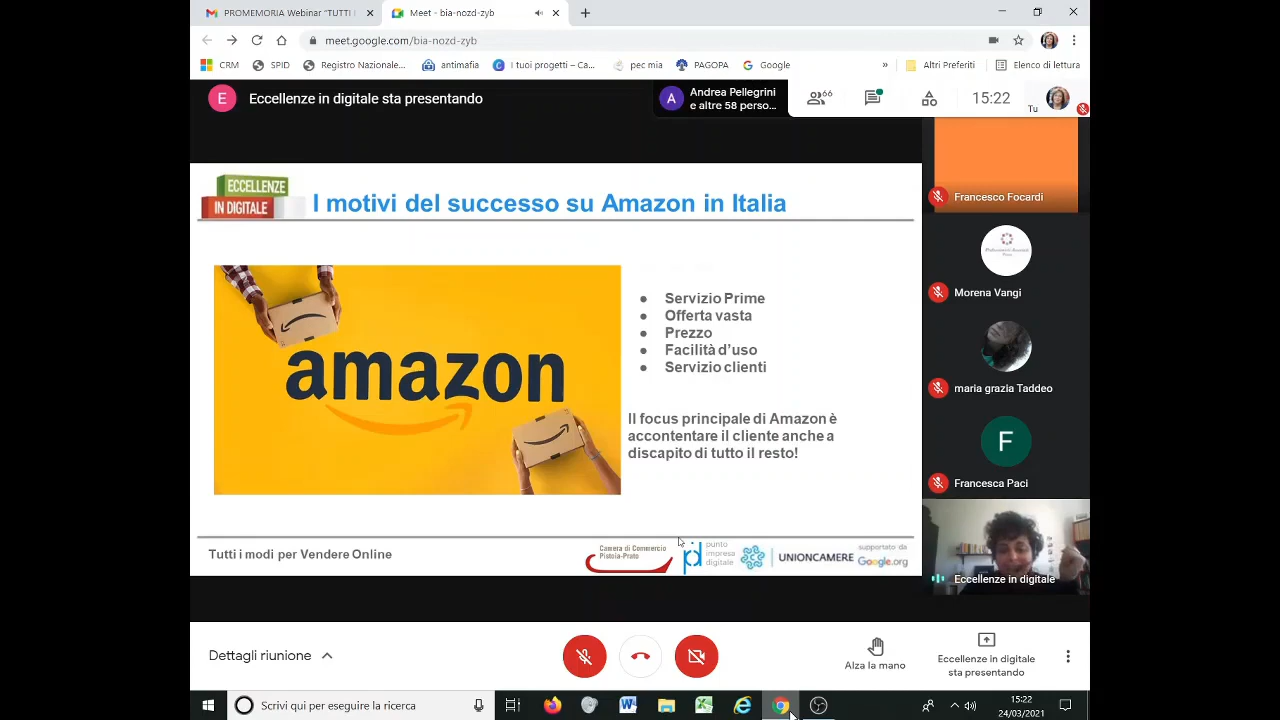 PROMEMORIA Webinar "TUTTI I
Meet - bia-nozd-zyb
meet.google.com/bia-nozd-zyb
CRM
SPID
Registro Nazionale...
antimafia
I tuoi progetti – Ca...
pec mic
PAGOPA
Google
»
Altri Preferiti
Elenco di lettura
E
Eccellenze in digitale sta presentando
A
Andrea Pellegrini
e altre 58 perso...
66
15:22
Tu
ECCELLENZE
IN DIGITALE
I motivi del successo su Amazon in Italia
amazon
● Servizio Prime
● Offerta vasta
● Prezzo
● Facilità d'uso
● Servizio clienti
Il focus principale di Amazon è
accontentare il cliente anche a
discapito di tutto il resto!
Tutti i modi per Vendere Online
Camera di Commercio
Pistoia-Prato
pid
punto
impresa
digitale
UNIONCAMERE
supportato da
Google.org
Francesco Focardi
Morena Vangi
maria grazia Taddeo
F
Francesca Paci
Eccellenze in digitale
Dettagli riunione
Alza la mano
Eccellenze in digitale
sta presentando
Scrivi qui per eseguire la ricerca
15:22
24/03/2021